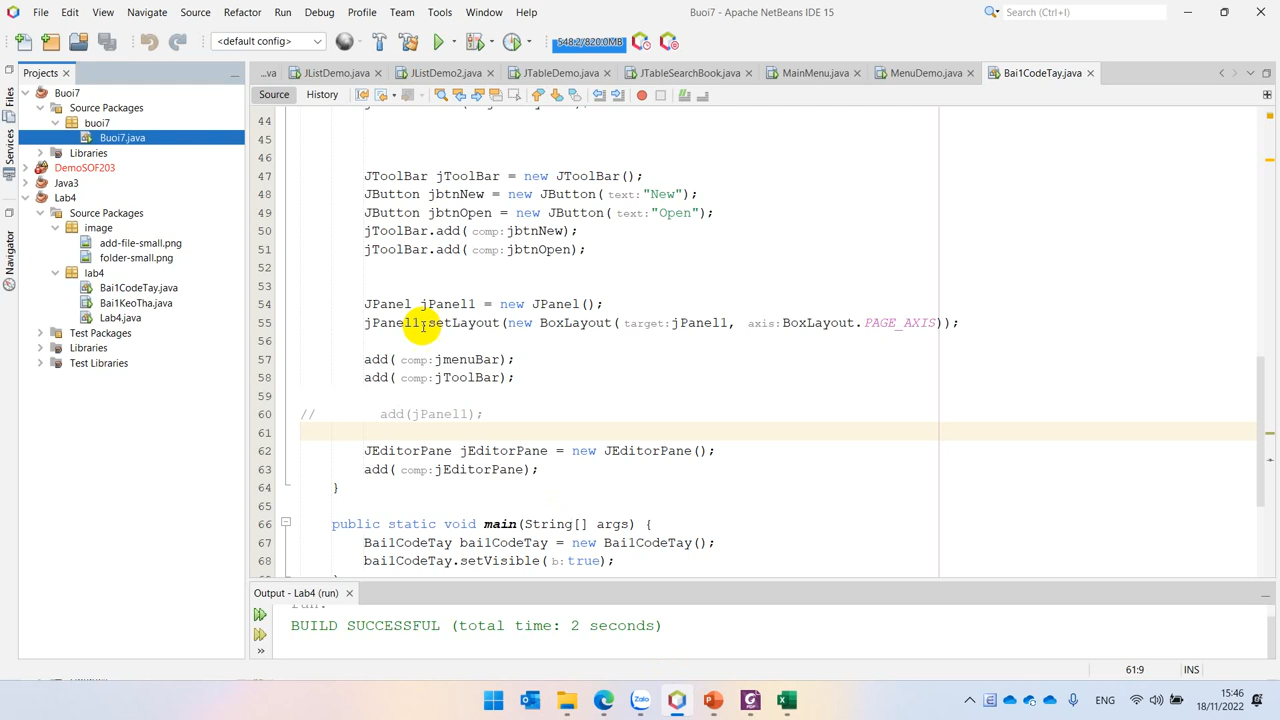 File Edit View Navigate Source Refactor Run Debug Profile Team Tools Window Help
Buoi7 - Apache NetBeans IDE 15
Search (Ctrl+I)
<default config>
548.2/820.0MB
Projects
...va JListDemo.java JListDemo2.java JTableDemo.java JTableSearchBook.java MainMenu.java MenuDemo.java Bai1CodeTay.java
Source History
Files
Services
Navigator
Buoi7
Source Packages
buoi7
Buoi7.java
Libraries
DemoSOF203
Java3
Lab4
Source Packages
image
add-file-small.png
folder-small.png
lab4
Bai1CodeTay.java
Bai1KeoTha.java
Lab4.java
Test Packages
Libraries
Test Libraries
44
45
46
47 JToolBar jToolBar = new JToolBar();
48 JButton jbtnNew = new JButton( text:"New");
49 JButton jbtnOpen = new JButton( text:"Open");
50 jToolBar.add( comp:jbtnNew);
51 jToolBar.add( comp:jbtnOpen);
52
53
54 JPanel jPanel1 = new JPanel();
55 jPanel1.setLayout(new BoxLayout( target:jPanel1, axis:BoxLayout.PAGE_AXIS));
56
57 add( comp:jmenuBar);
58 add( comp:jToolBar);
59
60 // add(jPanel1);
61
62 JEditorPane jEditorPane = new JEditorPane();
63 add( comp:jEditorPane);
64 }
65
66 public static void main(String[] args) {
67 Bai1CodeTay bai1CodeTay = new Bai1CodeTay();
68 bai1CodeTay.setVisible( b:true);
Output - Lab4 (run)
run:
BUILD SUCCESSFUL (total time: 2 seconds)
61:9 INS
Zalo
PDF
ENG
15:46
18/11/2022